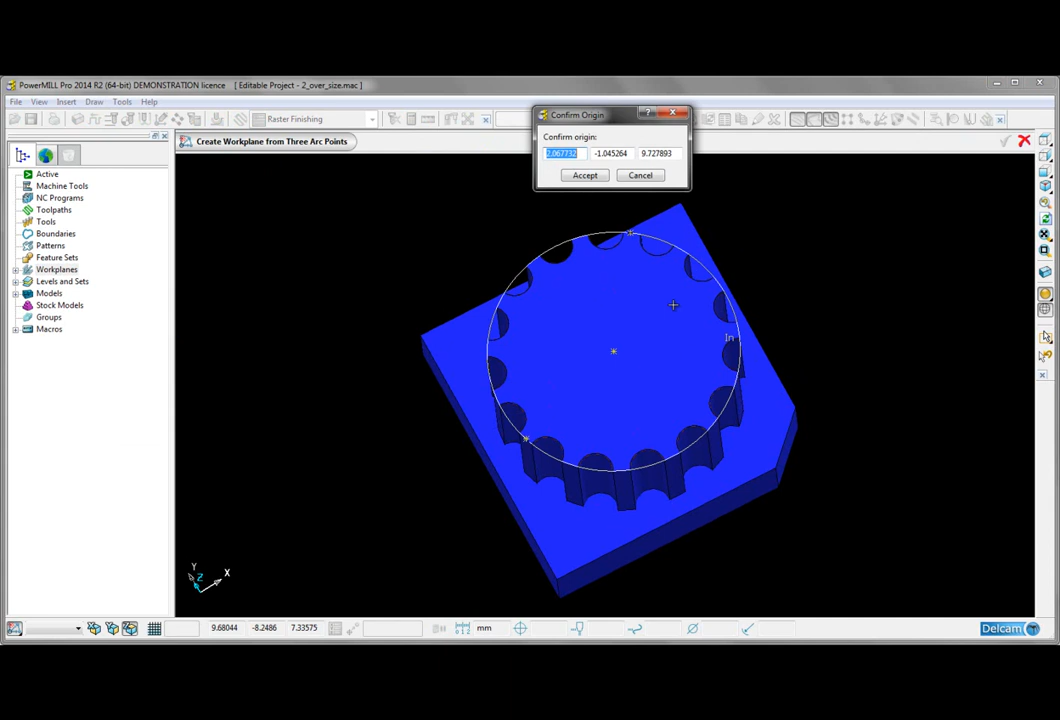 PowerMILL Pro 2014 R2 (64-bit) DEMONSTRATION licence [ Editable Project - 2_over_size.mac ]
File View Insert Draw Tools Help
Raster Finishing
Create Workplane from Three Arc Points
Confirm Origin
Confirm origin:
2.067732 -1.045264 9.727893
Accept Cancel
Active
Machine Tools
NC Programs
Toolpaths
Tools
Boundaries
Patterns
Feature Sets
Workplanes
Levels and Sets
Models
Stock Models
Groups
Macros
In
Y
Z
X
9.68044 -8.2486 7.33575 mm
Delcam